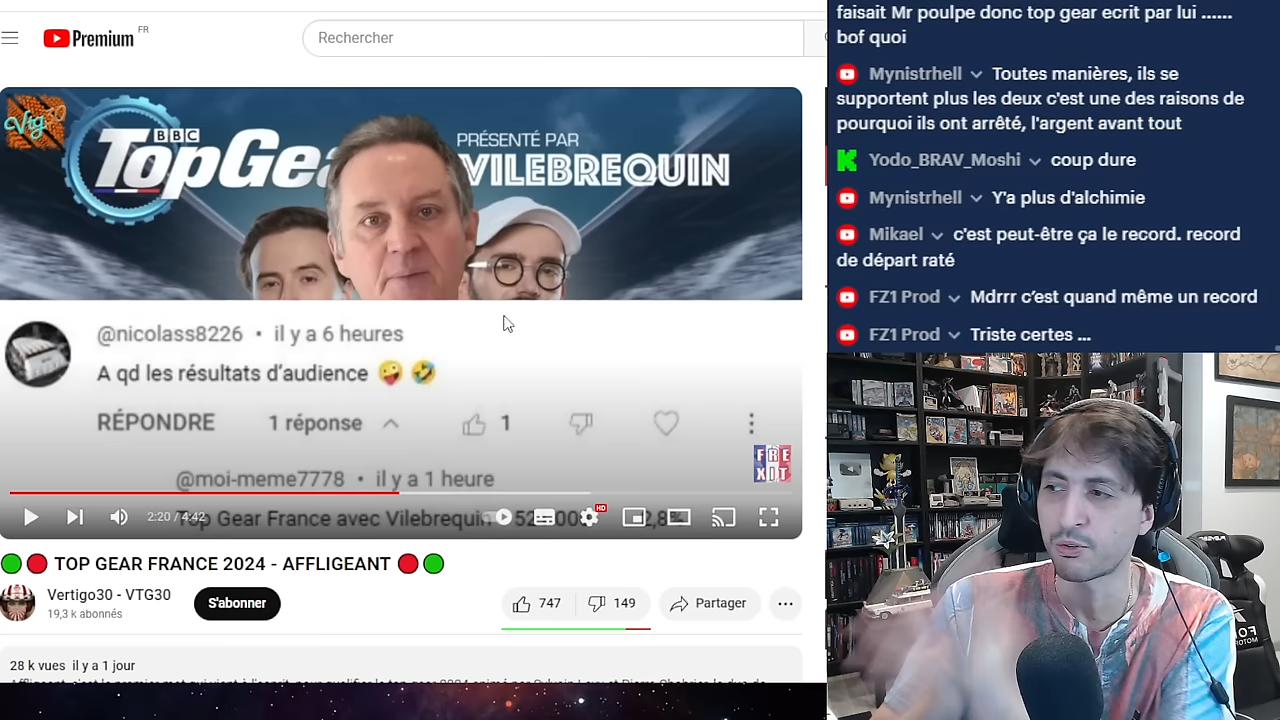 Premium FR
Rechercher
Vig30
BBC
TopGea
PRÉSENTÉ PAR
VILEBREQUIN
@nicolass8226 • il y a 6 heures
A qd les résultats d'audience 🤪 🤣
RÉPONDRE 1 réponse 1
FRE
XIT
@moi-meme7778 • il y a 1 heure
2:20 / 4:42
op Gear France avec Vilebrequin
HD
🟢🔴 TOP GEAR FRANCE 2024 - AFFLIGEANT 🔴🟢
Vertigo30 - VTG30
19,3 k abonnés
S'abonner
747 149 Partager
28 k vues il y a 1 jour
faisait Mr poulpe donc top gear ecrit par lui ......
bof quoi
Mynistrhell Toutes manières, ils se
supportent plus les deux c'est une des raisons de
pourquoi ils ont arrêté, l'argent avant tout
Yodo_BRAV_Moshi coup dure
Mynistrhell Y'a plus d'alchimie
Mikael c'est peut-être ça le record. record
de départ raté
FZ1 Prod Mdrrr c'est quand même un record
FZ1 Prod Triste certes ...